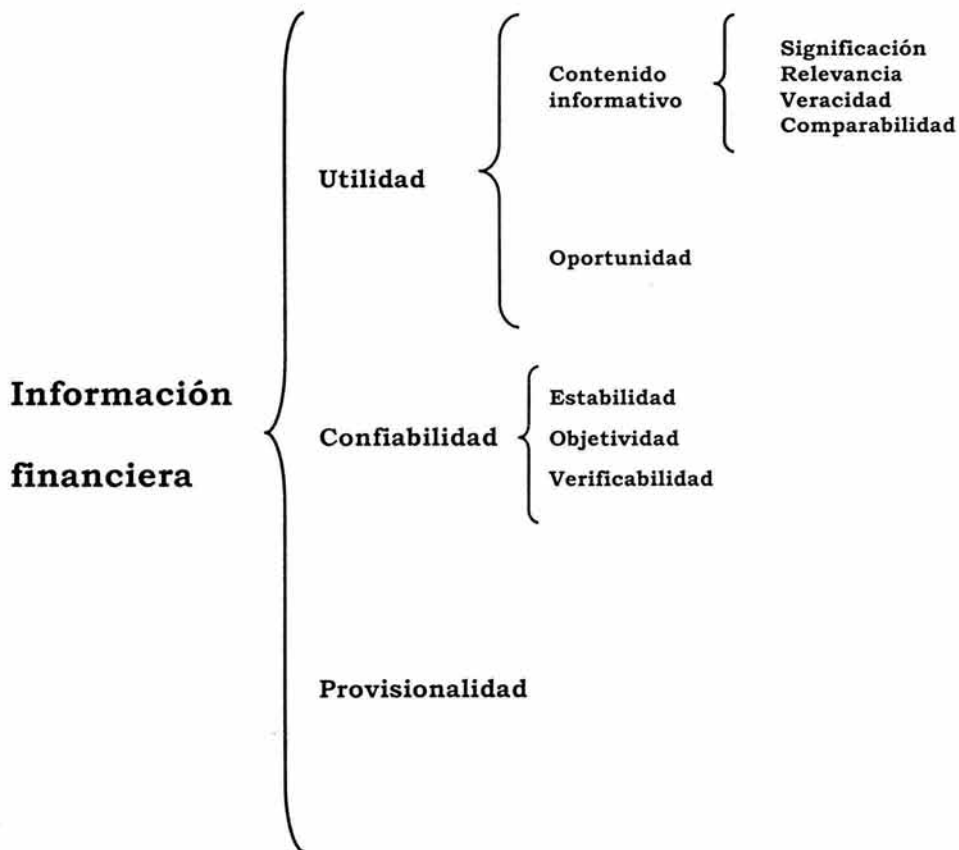 Información
financiera
Utilidad
Contenido
informativo
Significación
Relevancia
Veracidad
Comparabilidad
Oportunidad
Confiabilidad
Estabilidad
Objetividad
Verificabilidad
Provisionalidad